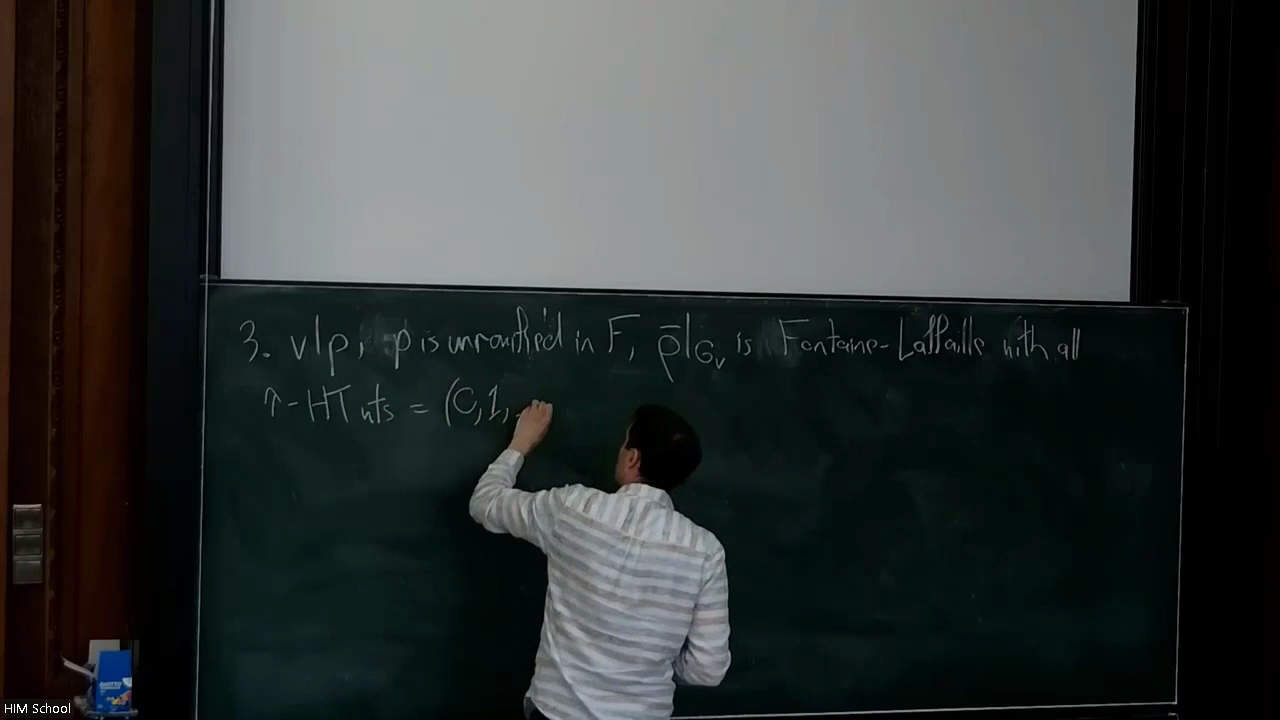 3. v|p, p is unramified in F, ρ̄|_{G_v} is Fontaine-Laffaille with all
τ-HT wts = (0,1,
HIM School